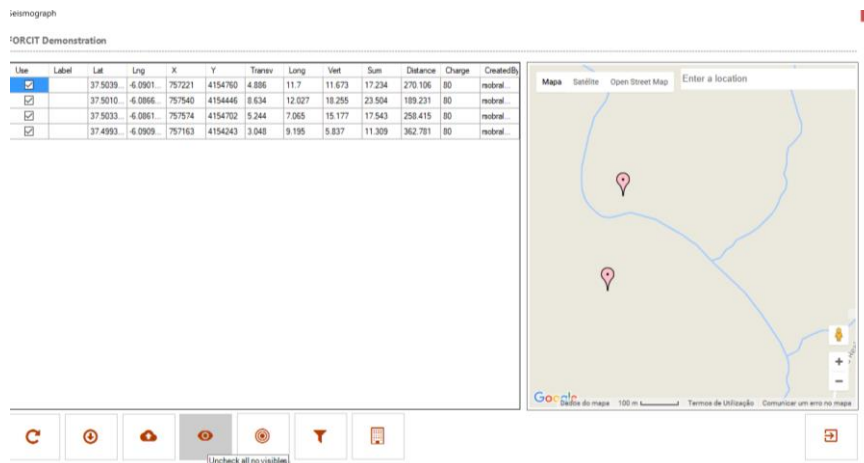 Seismograph
FORCIT Demonstration
Use Label Lat Lng X Y Transv Long Vert Sum Distance Charge CreatedBy
37.5039... -6.0901... 757221 4154760 4.886 11.7 11.673 17.234 270.106 80 rsobral...
37.5010... -6.0866... 757540 4154446 8.634 12.027 18.255 23.504 189.231 80 rsobral...
37.5033... -6.0861... 757574 4154702 5.244 7.065 15.177 17.543 258.415 80 rsobral...
37.4993... -6.0909... 757163 4154243 3.048 9.195 5.837 11.309 362.781 80 rsobral...
Mapa Satélite Open Street Map Enter a location
Google Dados do mapa 100 m Termos de Utilização Comunicar um erro no mapa
Uncheck all no visibles